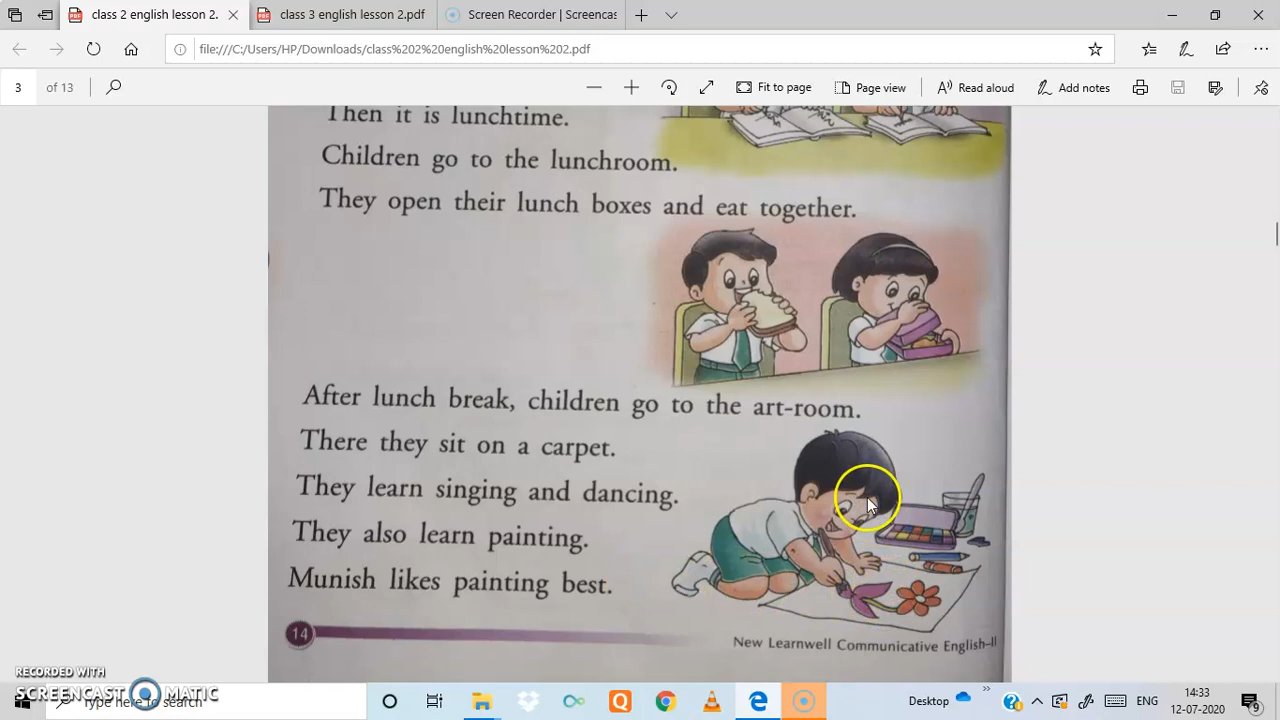 class 2 english lesson 2.
class 3 english lesson 2.pdf
Screen Recorder | Screencas
file:///C:/Users/HP/Downloads/class%202%20english%20lesson%202.pdf
3 of 13
Fit to page
Page view
Read aloud
Add notes
Then it is lunchtime.
Children go to the lunchroom.
They open their lunch boxes and eat together.
After lunch break, children go to the art-room.
There they sit on a carpet.
They learn singing and dancing.
They also learn painting.
Munish likes painting best.
14
New Learnwell Communicative English–II
RECORDED WITH
SCREENCAST MATIC
Type here to search
Desktop
ENG
14:33
12-07-2020